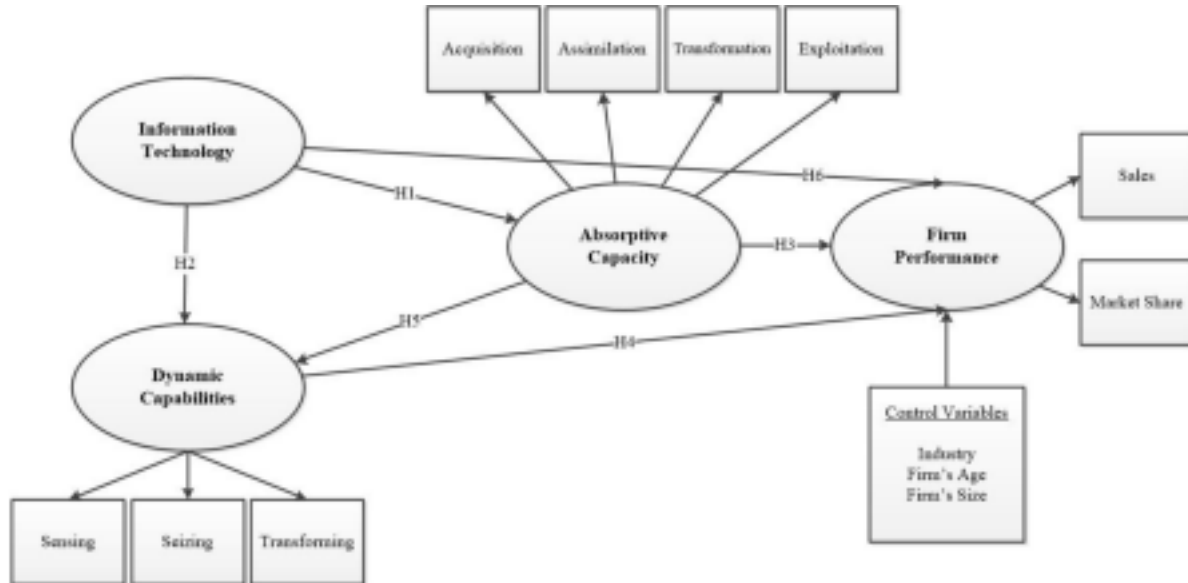 Acquisition
Assimilation
Transformation
Exploitation
Information
Technology
Sales
H6
H1
Absorptive
Capacity
H3
Firm
Performance
H2
Market Share
H5
H4
Dynamic
Capabilities
Control Variables
Industry
Firm's Age
Firm's Size
Sensing
Seizing
Transforming